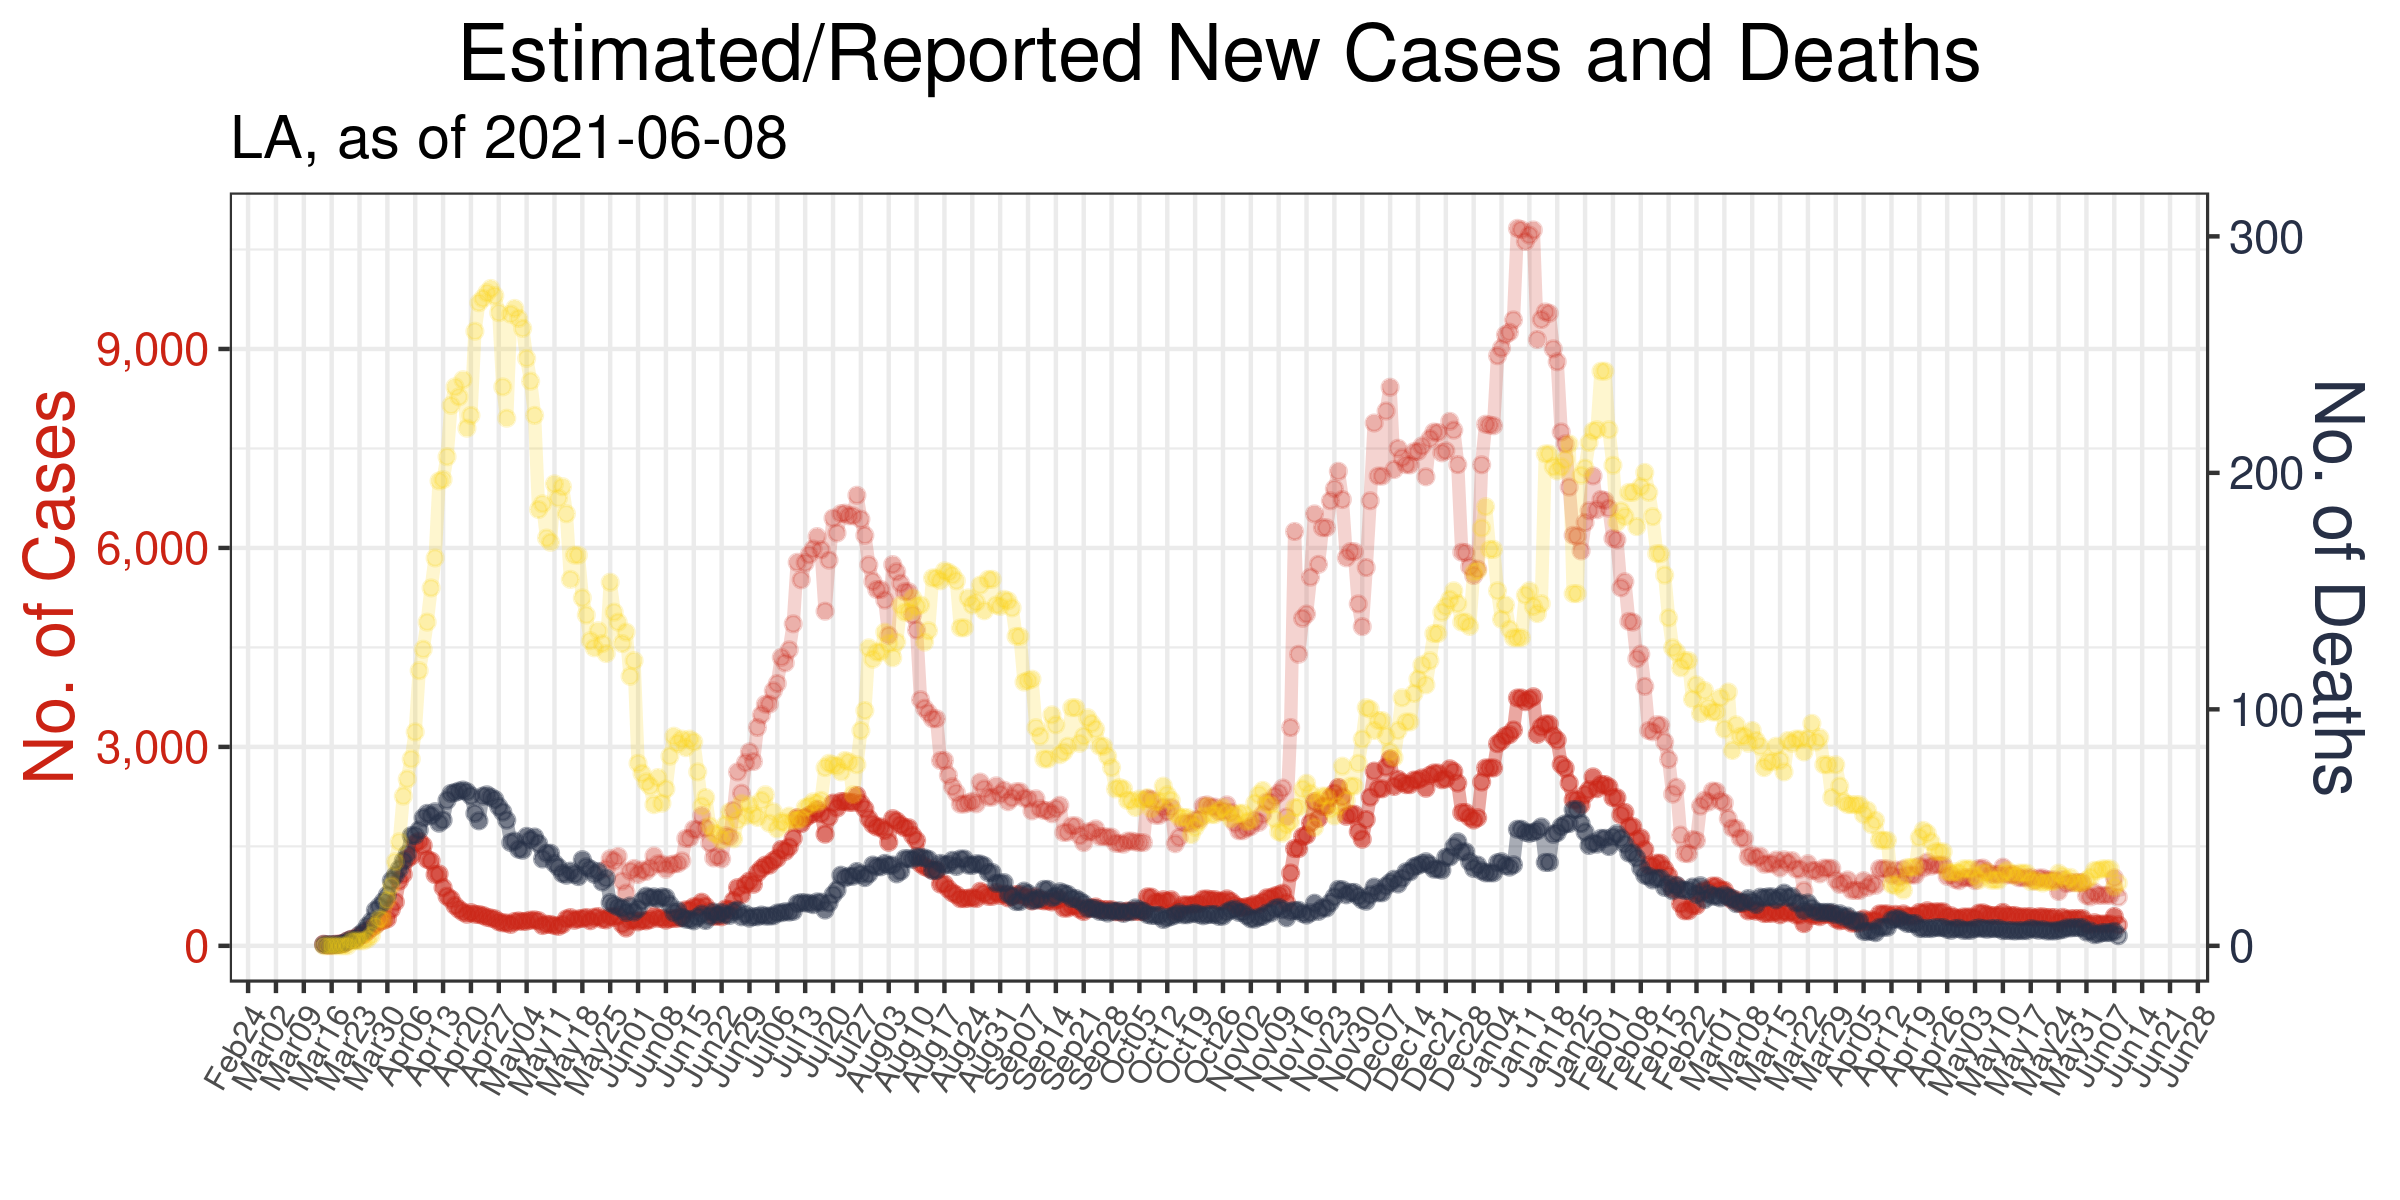 Estimated/Reported New Cases and Deaths
LA, as of 2021-06-08
No. of Cases
9,000
6,000
3,000
0
300
200
100
0
No. of Deaths
Feb24
Mar02
Mar09
Mar16
Mar23
Mar30
Apr06
Apr13
Apr20
Apr27
May04
May11
May18
May25
Jun01
Jun08
Jun15
Jun22
Jun29
Jul06
Jul13
Jul20
Jul27
Aug03
Aug10
Aug17
Aug24
Aug31
Sep07
Sep14
Sep21
Sep28
Oct05
Oct12
Oct19
Oct26
Nov02
Nov09
Nov16
Nov23
Nov30
Dec07
Dec14
Dec21
Dec28
Jan04
Jan11
Jan18
Jan25
Feb01
Feb08
Feb15
Feb22
Mar01
Mar08
Mar15
Mar22
Mar29
Apr05
Apr12
Apr19
Apr26
May03
May10
May17
May24
May31
Jun07
Jun14
Jun21
Jun28